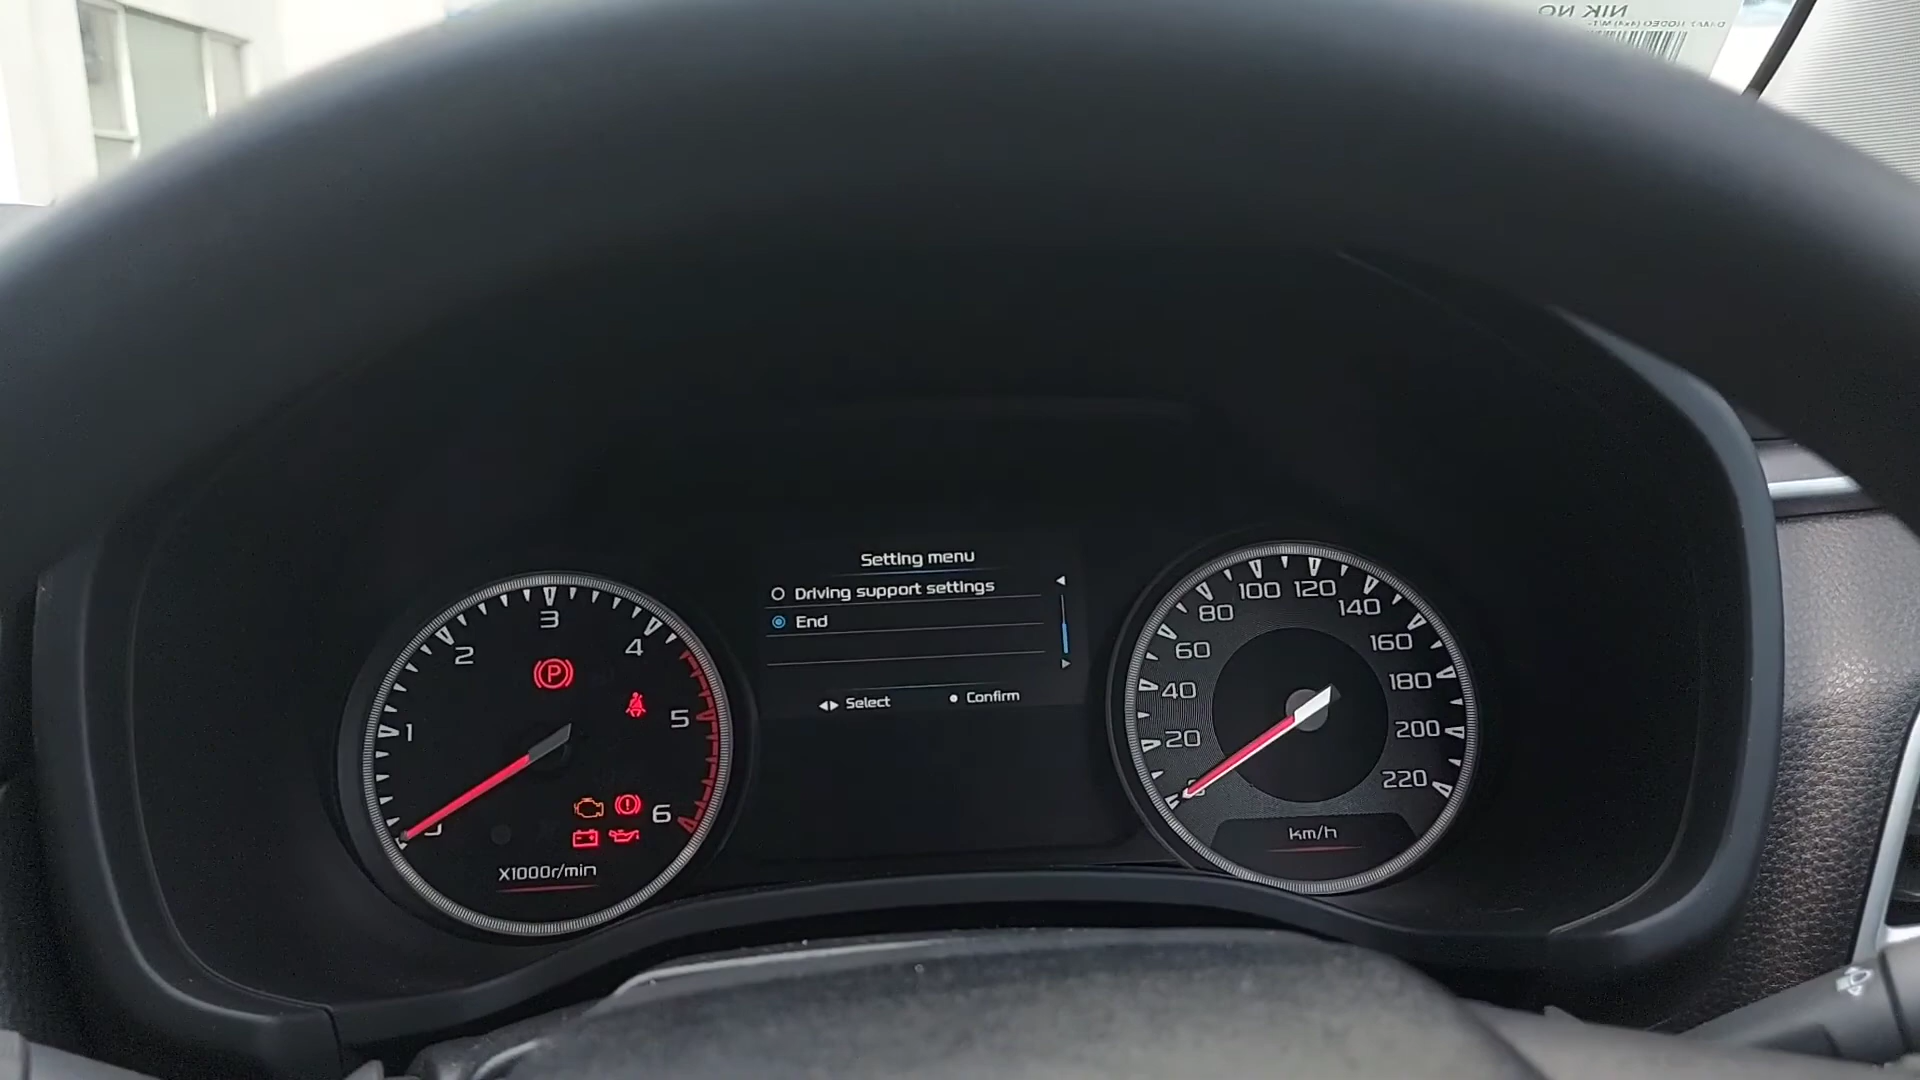 NIK NO
Setting menu
Driving support settings
End
Select
Confirm
1
2
3
4
5
6
P
X1000r/min
0
20
40
60
80
100
120
140
160
180
200
220
km/h